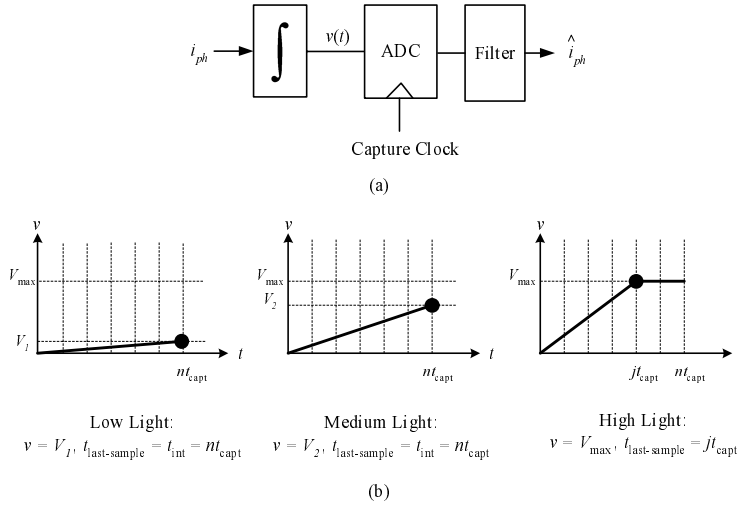 i_ph
∫
v(t)
ADC
Filter
î_ph
Capture Clock
(a)
v
V_max
V_1
t
nt_capt
v
V_max
V_2
t
nt_capt
v
V_max
jt_capt
nt_capt
Low Light:
v = V_1, t_last-sample = t_int = nt_capt
Medium Light:
v = V_2, t_last-sample = t_int = nt_capt
High Light:
v = V_max, t_last-sample = jt_capt
(b)